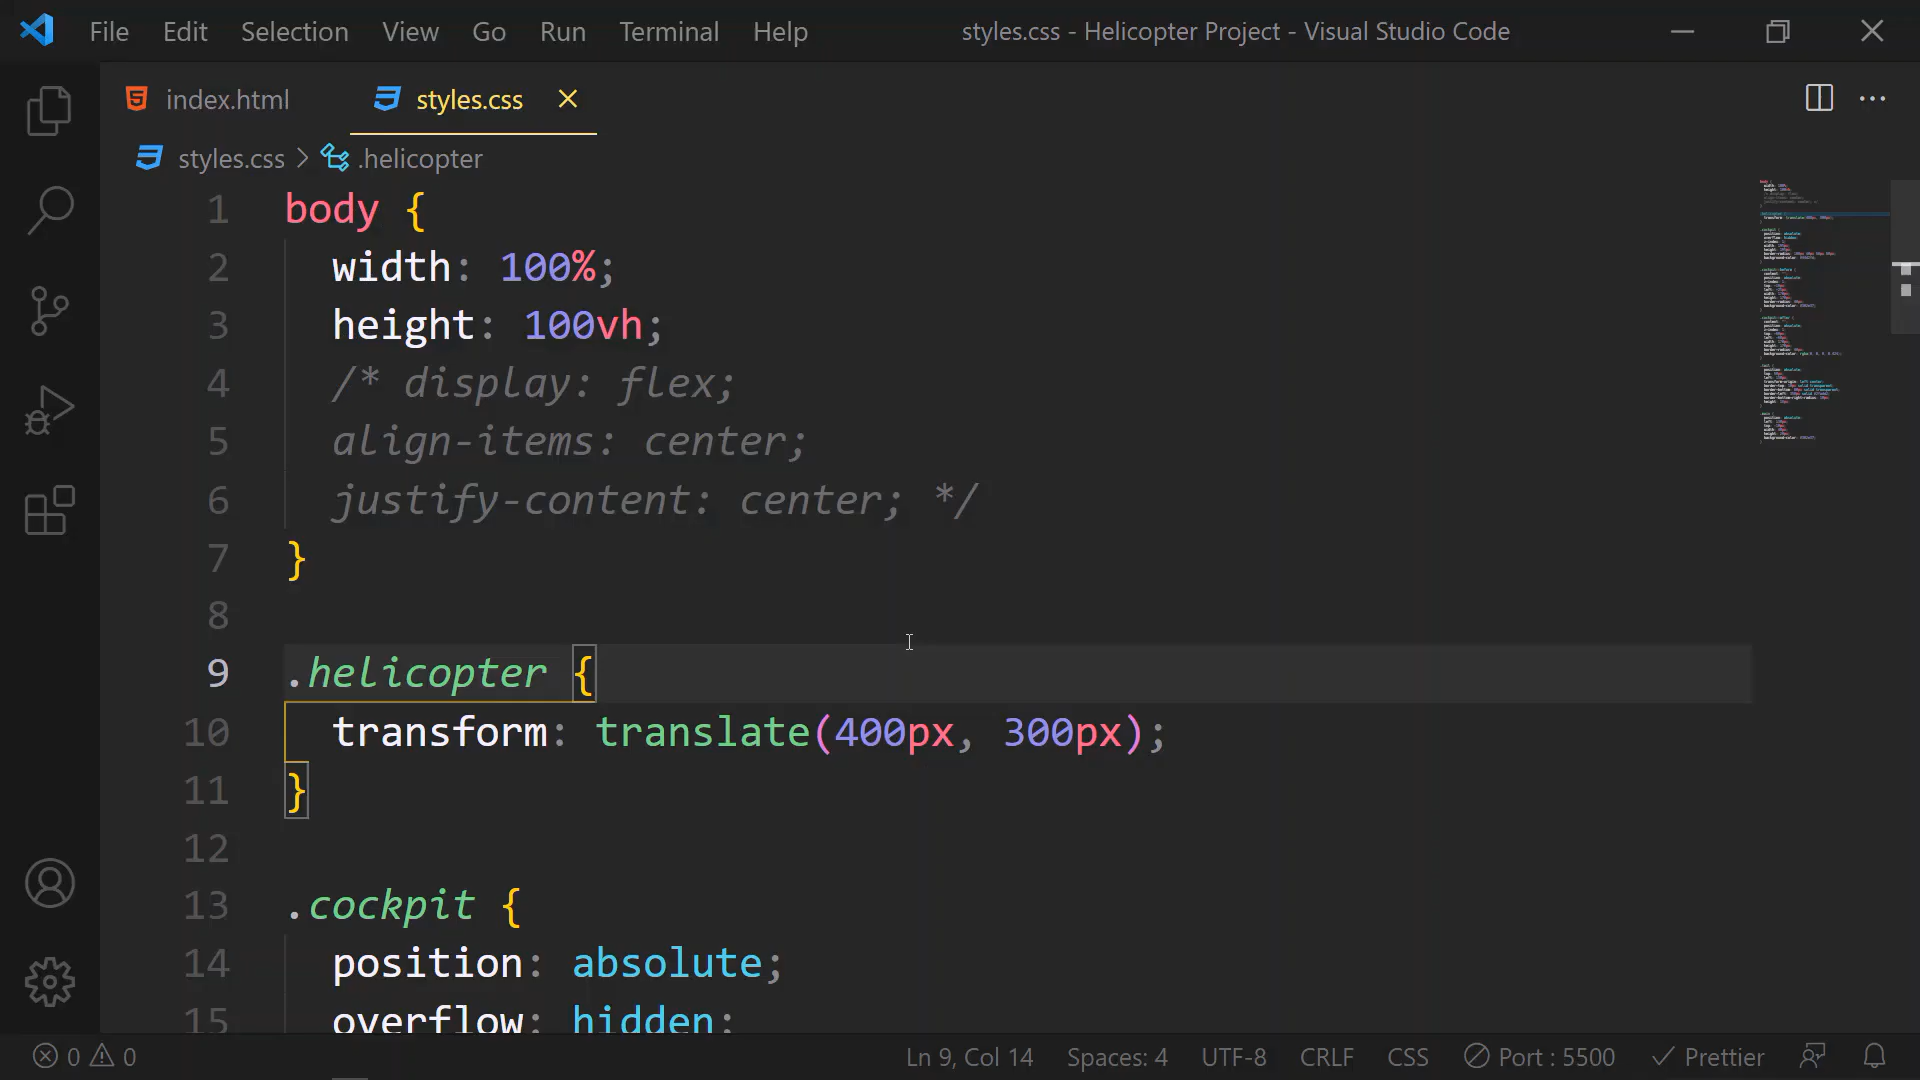 File Edit Selection View Go Run Terminal Help styles.css - Helicopter Project - Visual Studio Code
index.html styles.css
styles.css > .helicopter
1 body {
2 width: 100%;
3 height: 100vh;
4 /* display: flex;
5 align-items: center;
6 justify-content: center; */
7 }
8
9 .helicopter {
10 transform: translate(400px, 300px);
11 }
12
13 .cockpit {
14 position: absolute;
15 overflow: hidden;
0 0 Ln 9, Col 14 Spaces: 4 UTF-8 CRLF CSS Port : 5500 Prettier